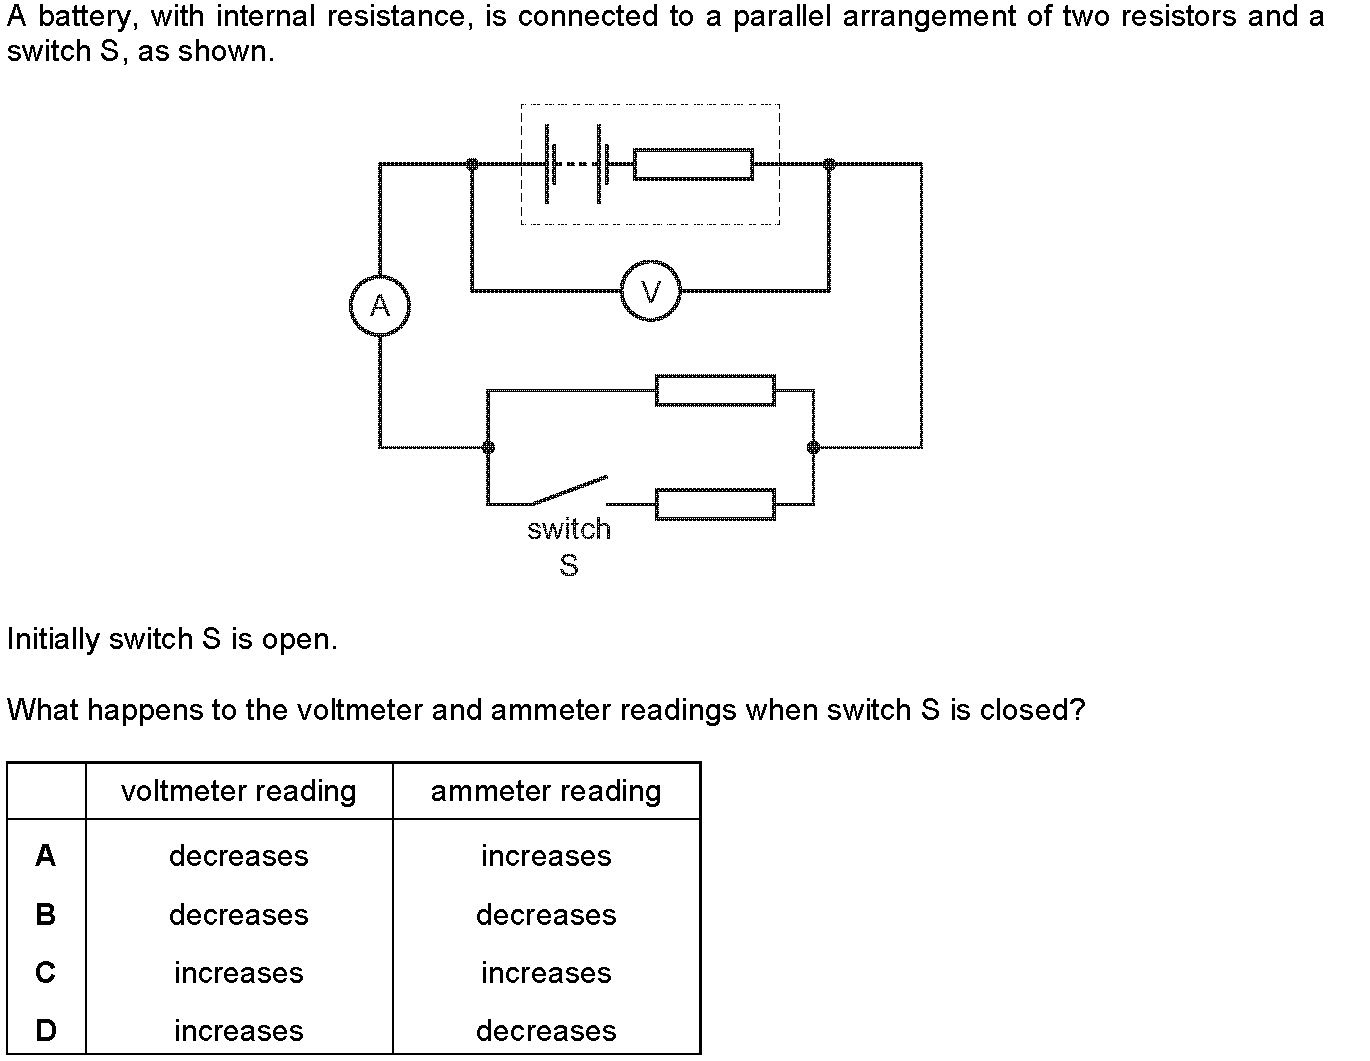 A battery, with internal resistance, is connected to a parallel arrangement of two resistors and a
switch S, as shown.
V
A
switch
S
Initially switch S is open.
What happens to the voltmeter and ammeter readings when switch S is closed?
voltmeter reading ammeter reading
A decreases increases
B decreases decreases
C increases increases
D increases decreases